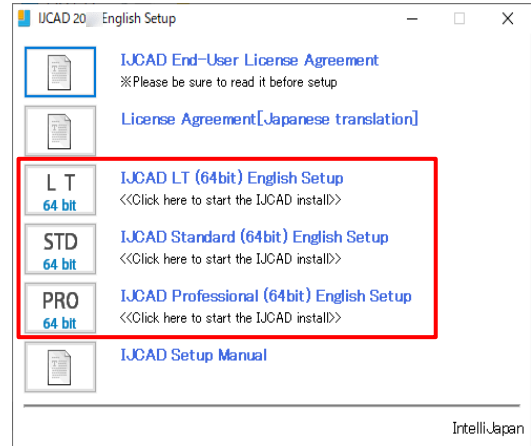 IJCAD 20 English Setup
IJCAD End-User License Agreement
※Please be sure to read it before setup
License Agreement[Japanese translation]
LT
64 bit
IJCAD LT (64bit) English Setup
<<Click here to start the IJCAD install>>
STD
64 bit
IJCAD Standard (64bit) English Setup
<<Click here to start the IJCAD install>>
PRO
64 bit
IJCAD Professional (64bit) English Setup
<<Click here to start the IJCAD install>>
IJCAD Setup Manual
IntelliJapan